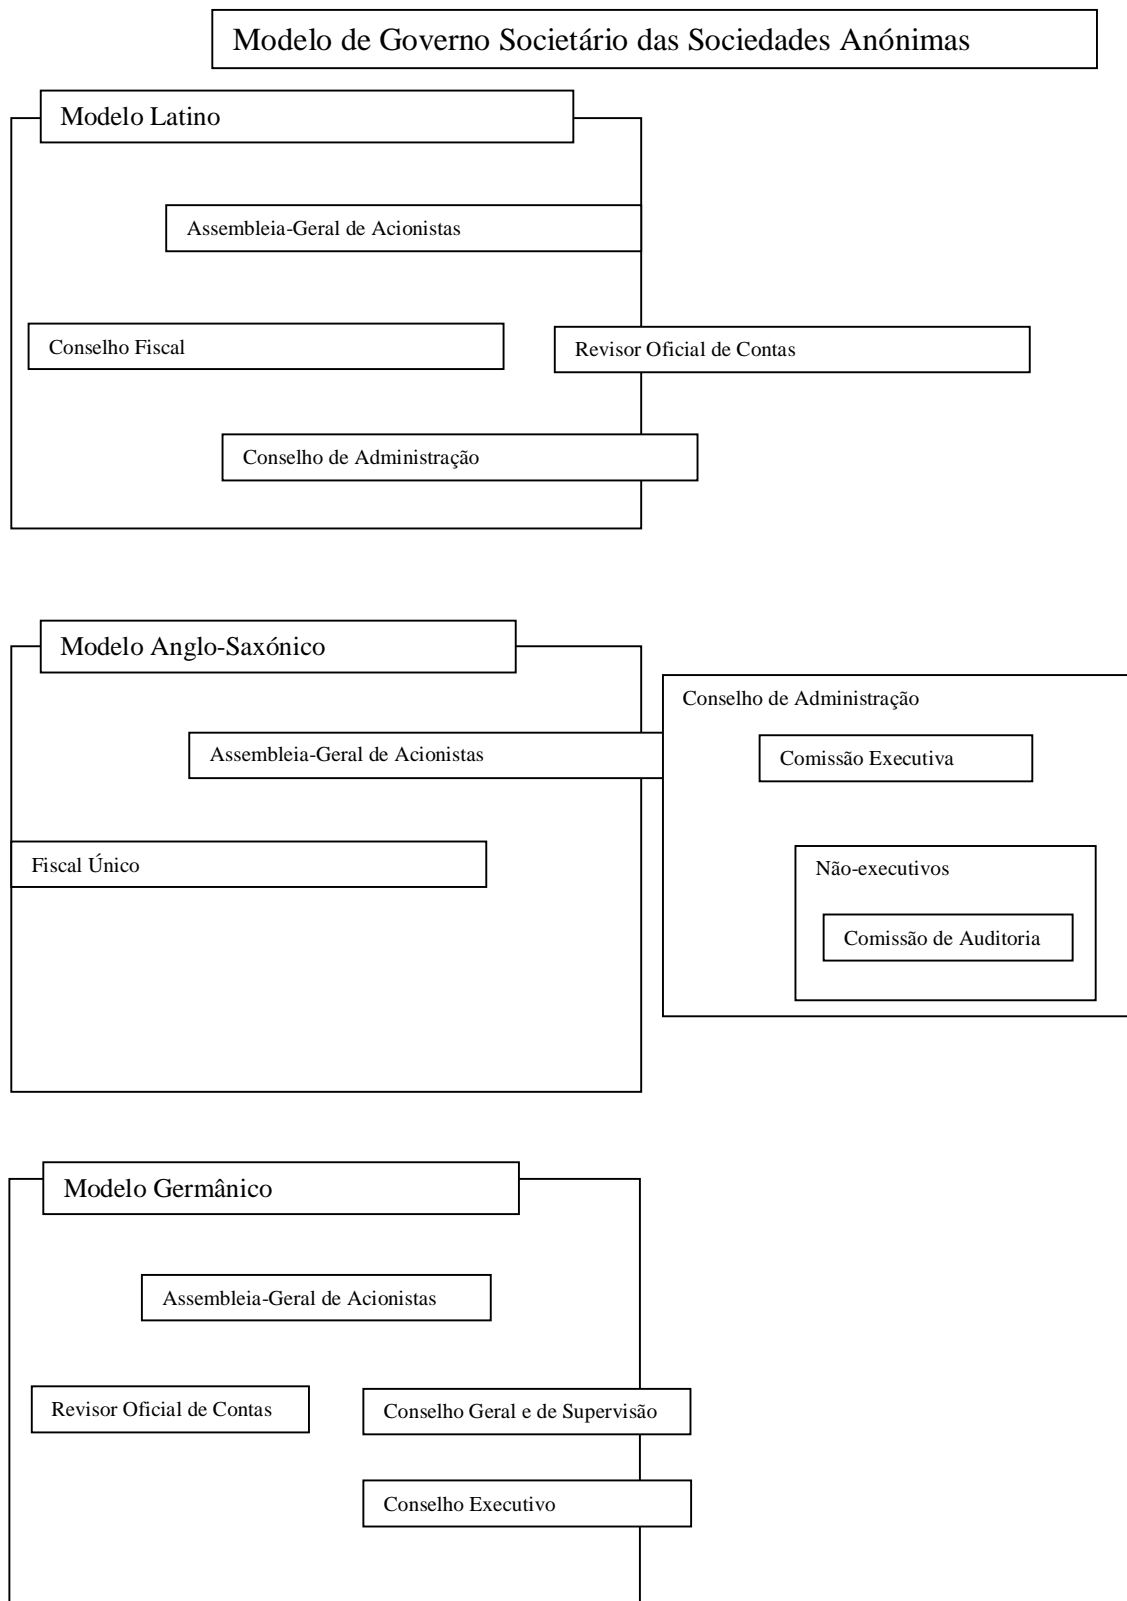 Modelo de Governo Societário das Sociedades Anónimas
Modelo Latino
Assembleia-Geral de Acionistas
Conselho Fiscal
Revisor Oficial de Contas
Conselho de Administração
Modelo Anglo-Saxónico
Conselho de Administração
Assembleia-Geral de Acionistas
Comissão Executiva
Fiscal Único
Não-executivos
Comissão de Auditoria
Modelo Germânico
Assembleia-Geral de Acionistas
Revisor Oficial de Contas
Conselho Geral e de Supervisão
Conselho Executivo